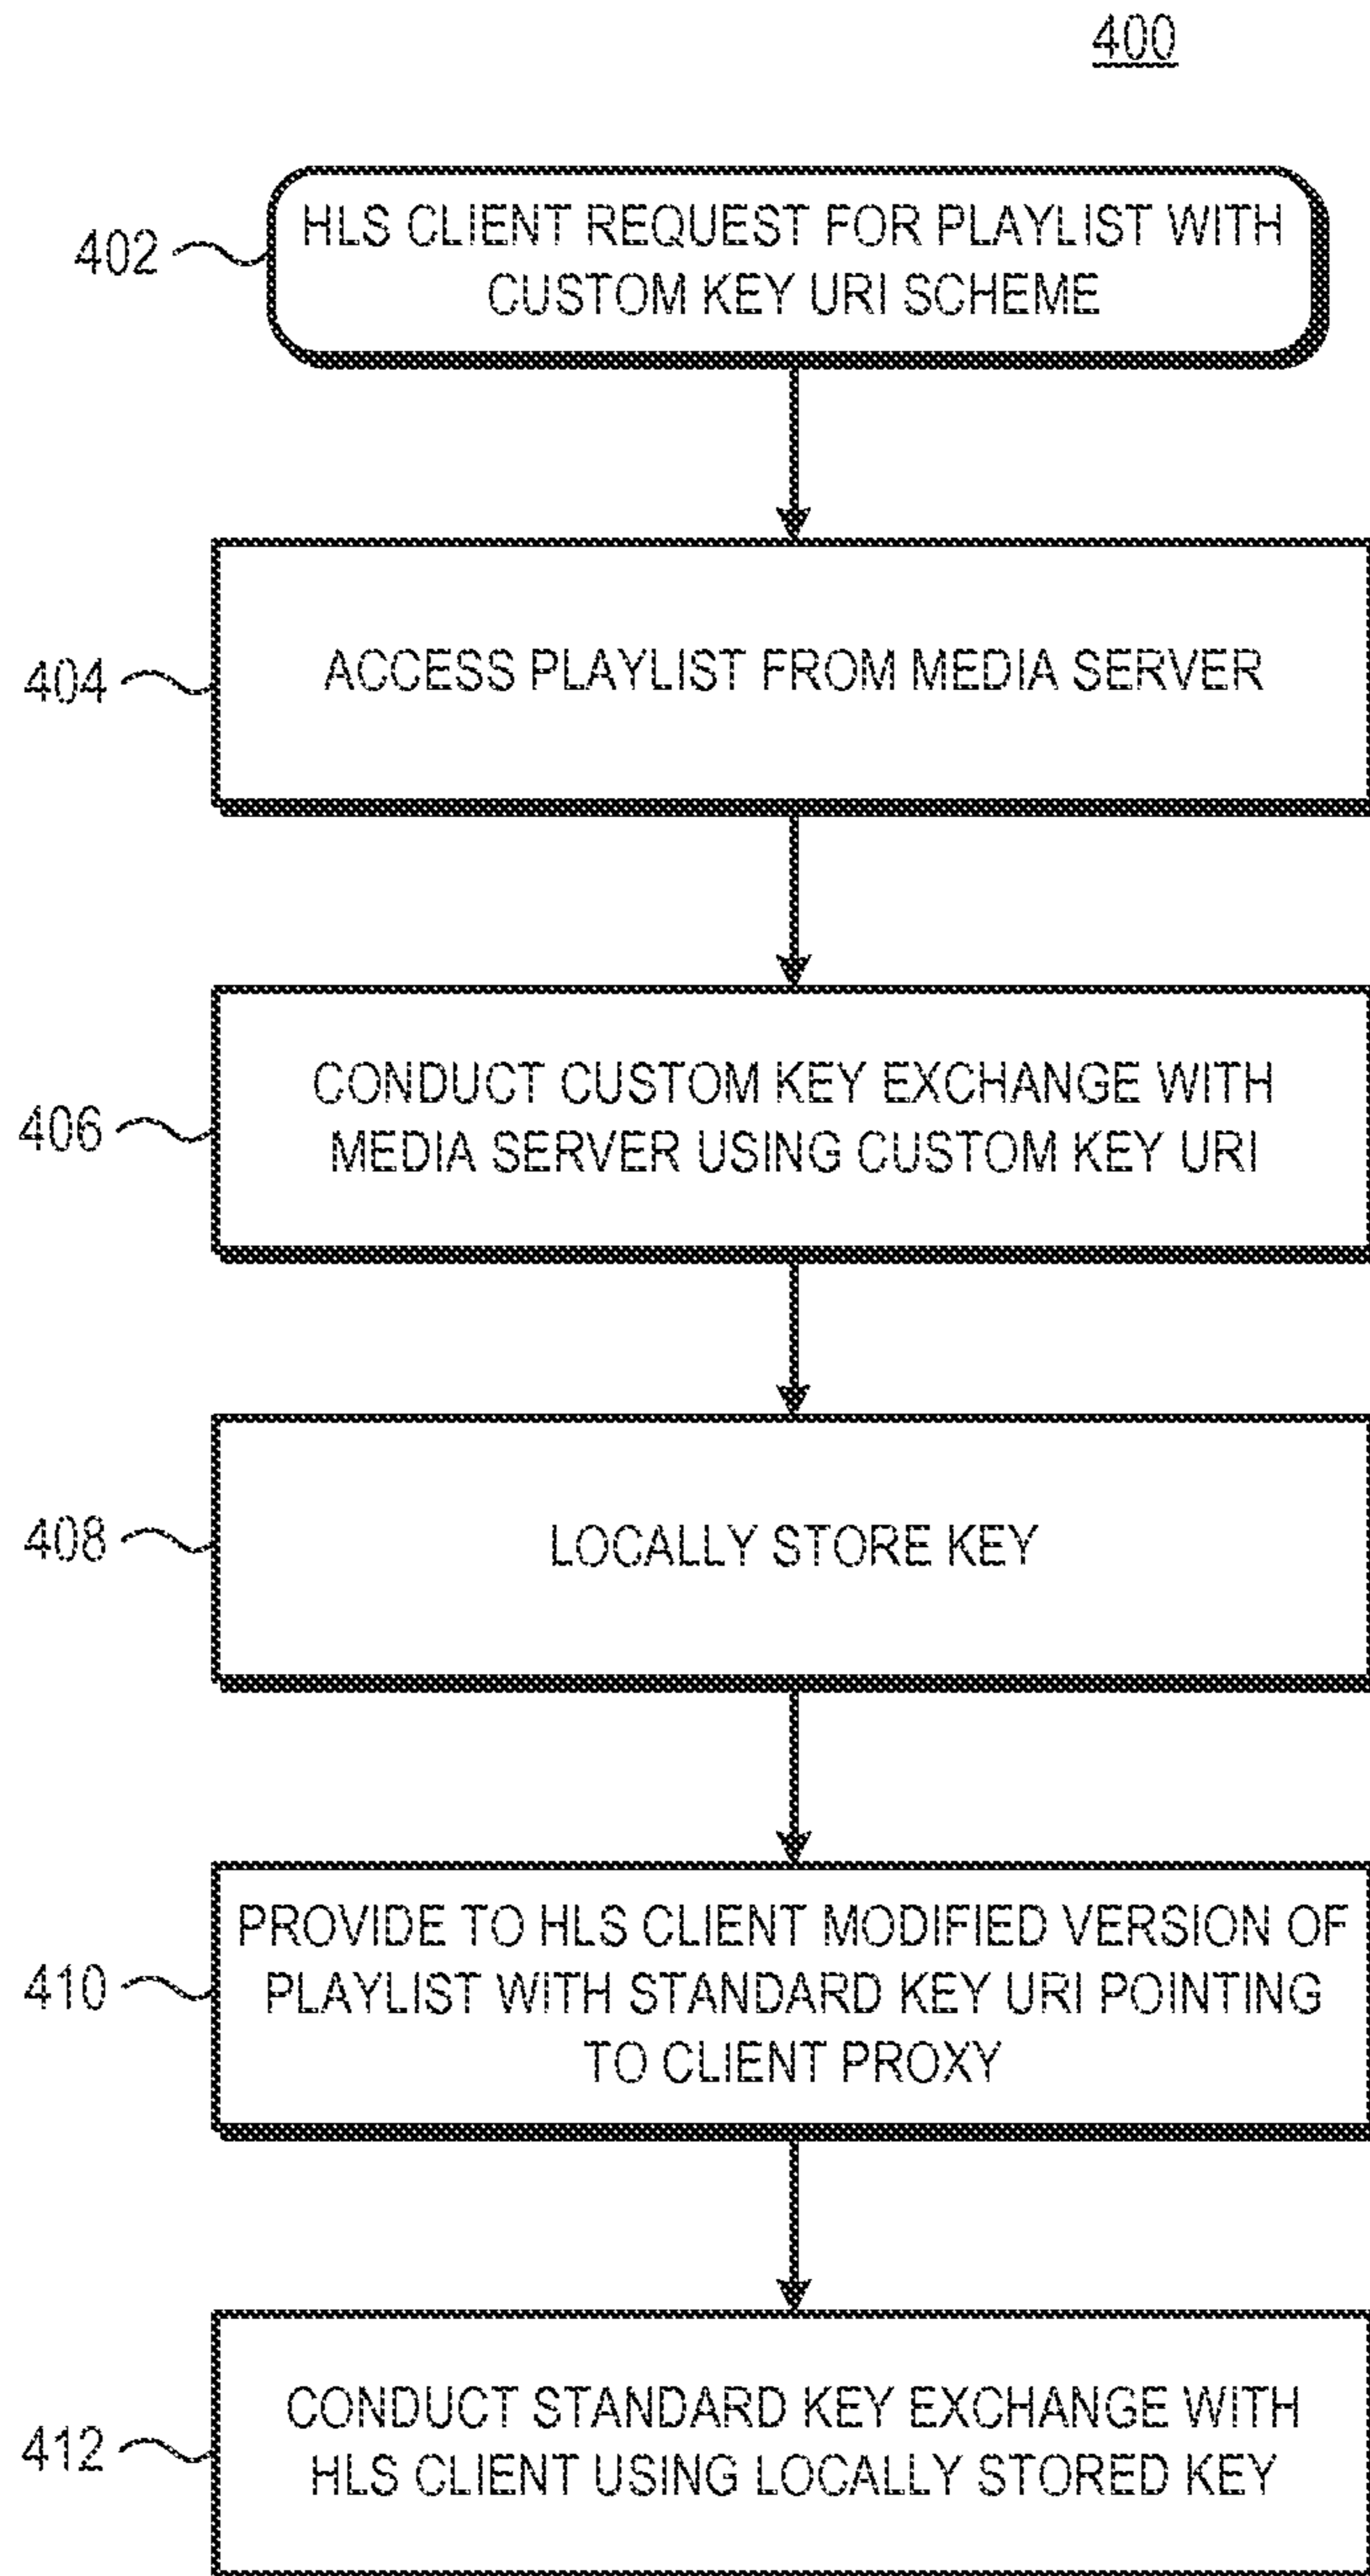 400
402
HLS CLIENT REQUEST FOR PLAYLIST WITH
CUSTOM KEY URI SCHEME
404
ACCESS PLAYLIST FROM MEDIA SERVER
406
CONDUCT CUSTOM KEY EXCHANGE WITH
MEDIA SERVER USING CUSTOM KEY URI
408
LOCALLY STORE KEY
410
PROVIDE TO HLS CLIENT MODIFIED VERSION OF
PLAYLIST WITH STANDARD KEY URI POINTING
TO CLIENT PROXY
412
CONDUCT STANDARD KEY EXCHANGE WITH
HLS CLIENT USING LOCALLY STORED KEY